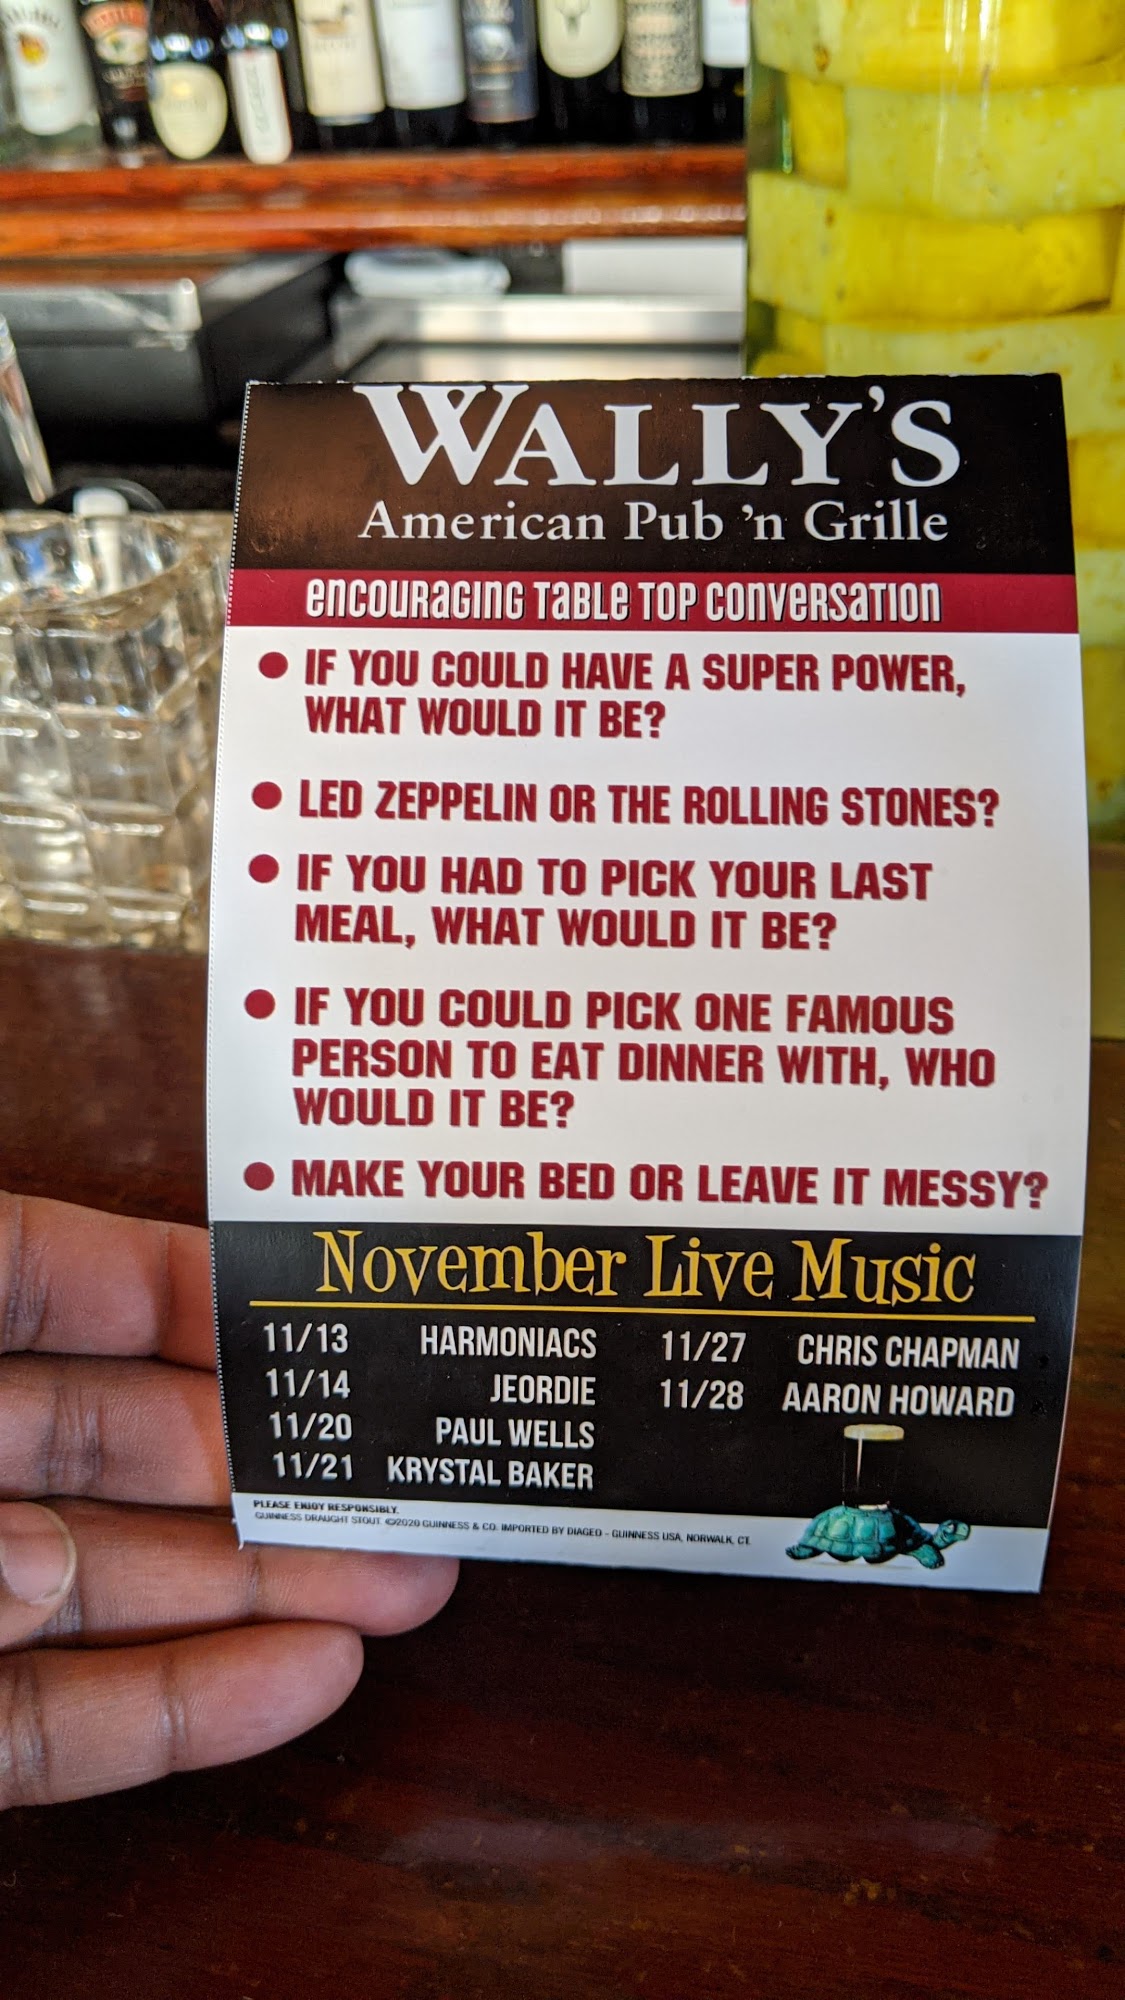 WALLY'S
American Pub 'n Grille
encouraging table top conversation
● IF YOU COULD HAVE A SUPER POWER,
WHAT WOULD IT BE?
● LED ZEPPELIN OR THE ROLLING STONES?
● IF YOU HAD TO PICK YOUR LAST
MEAL, WHAT WOULD IT BE?
● IF YOU COULD PICK ONE FAMOUS
PERSON TO EAT DINNER WITH, WHO
WOULD IT BE?
● MAKE YOUR BED OR LEAVE IT MESSY?
November Live Music
11/13 HARMONIACS 11/27 CHRIS CHAPMAN
11/14 JEORDIE 11/28 AARON HOWARD
11/20 PAUL WELLS
11/21 KRYSTAL BAKER
PLEASE ENJOY RESPONSIBLY.
GUINNESS DRAUGHT STOUT. ©2020 GUINNESS & CO. IMPORTED BY DIAGEO - GUINNESS USA, NORWALK, CT.